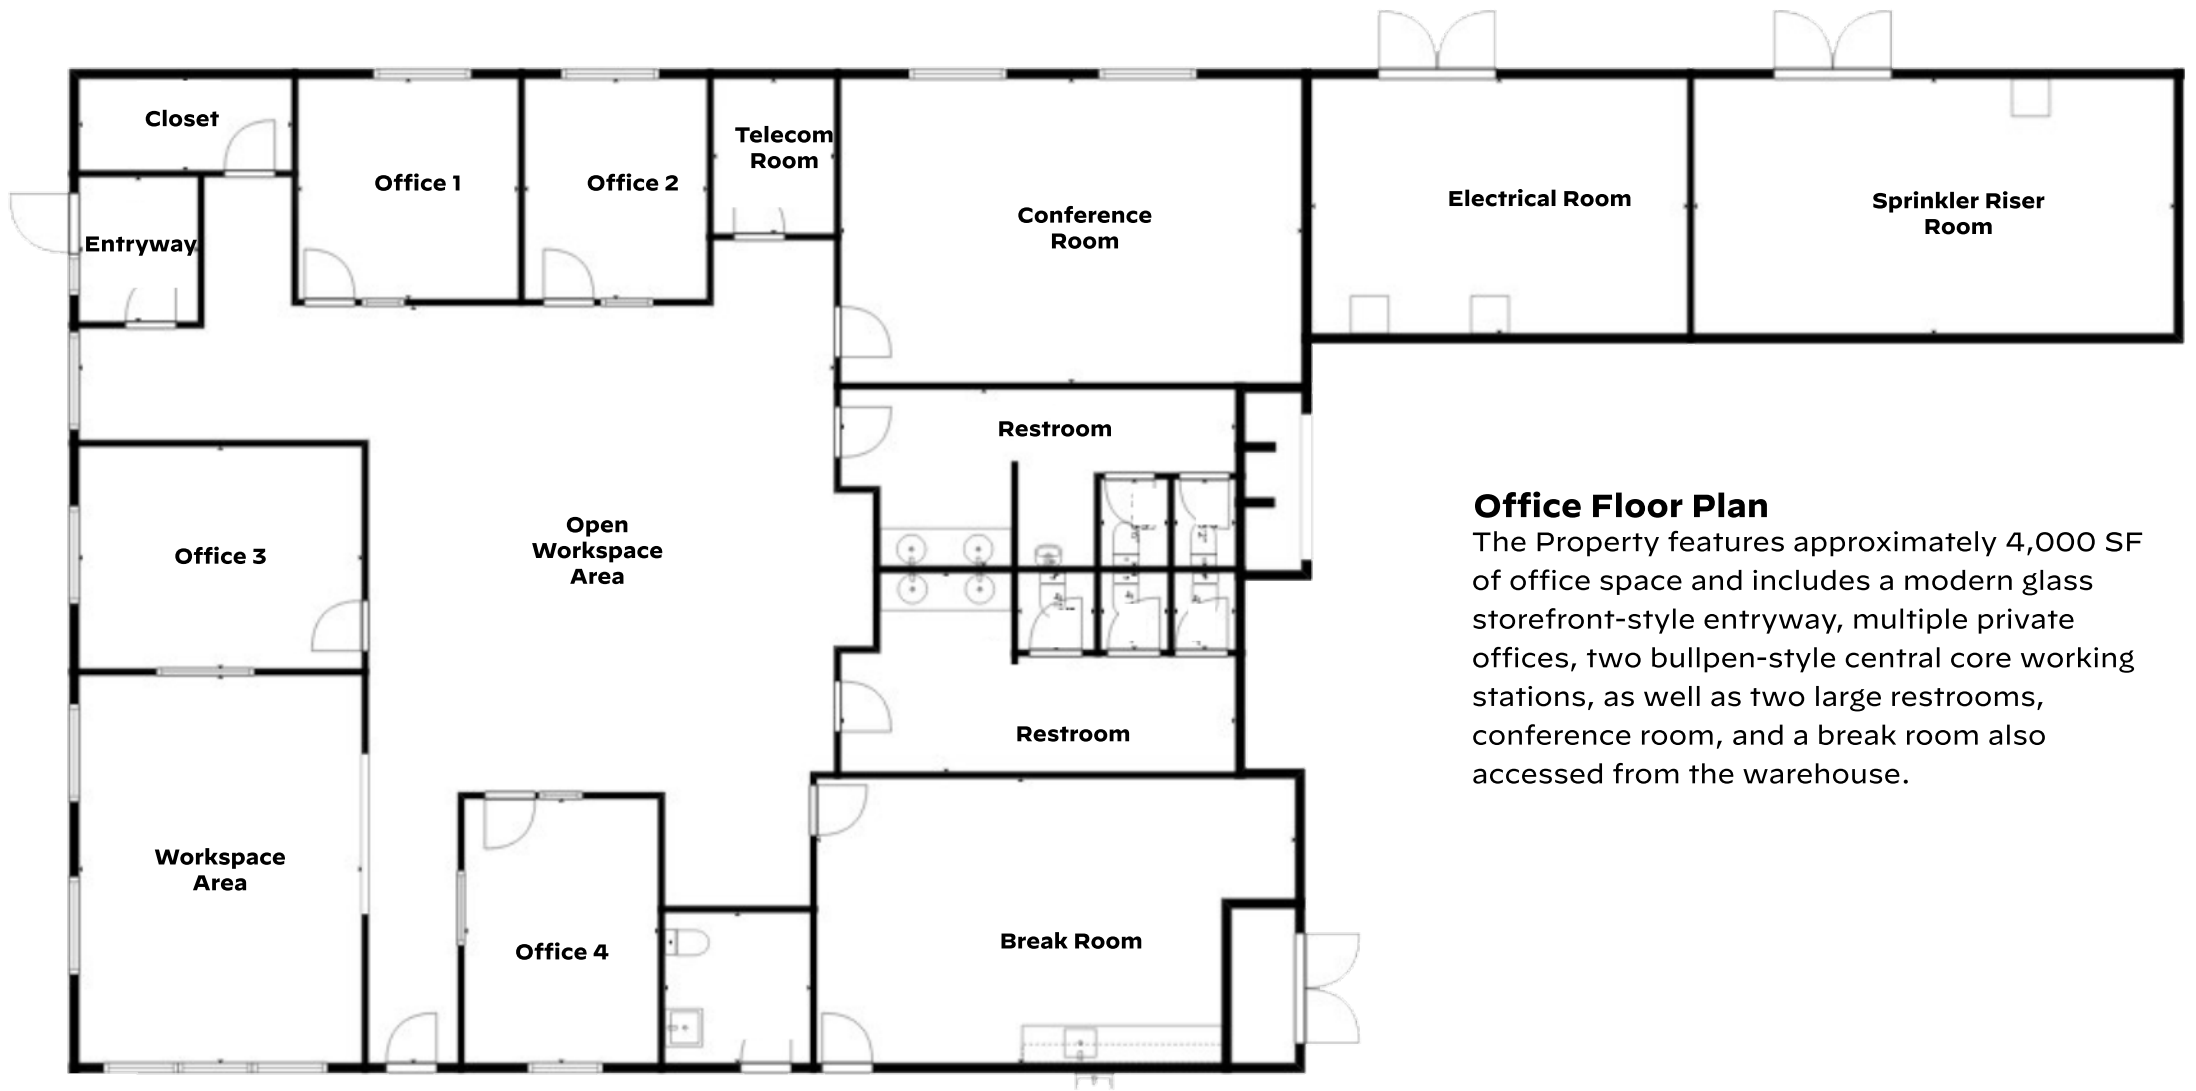 Closet
Office 1
Office 2
Telecom
Room
Entryway
Conference
Room
Electrical Room
Sprinkler Riser
Room
Restroom
Office 3
Open
Workspace
Area
Restroom
Workspace
Area
Office 4
Break Room
Office Floor Plan
The Property features approximately 4,000 SF
of office space and includes a modern glass
storefront-style entryway, multiple private
offices, two bullpen-style central core working
stations, as well as two large restrooms,
conference room, and a break room also
accessed from the warehouse.